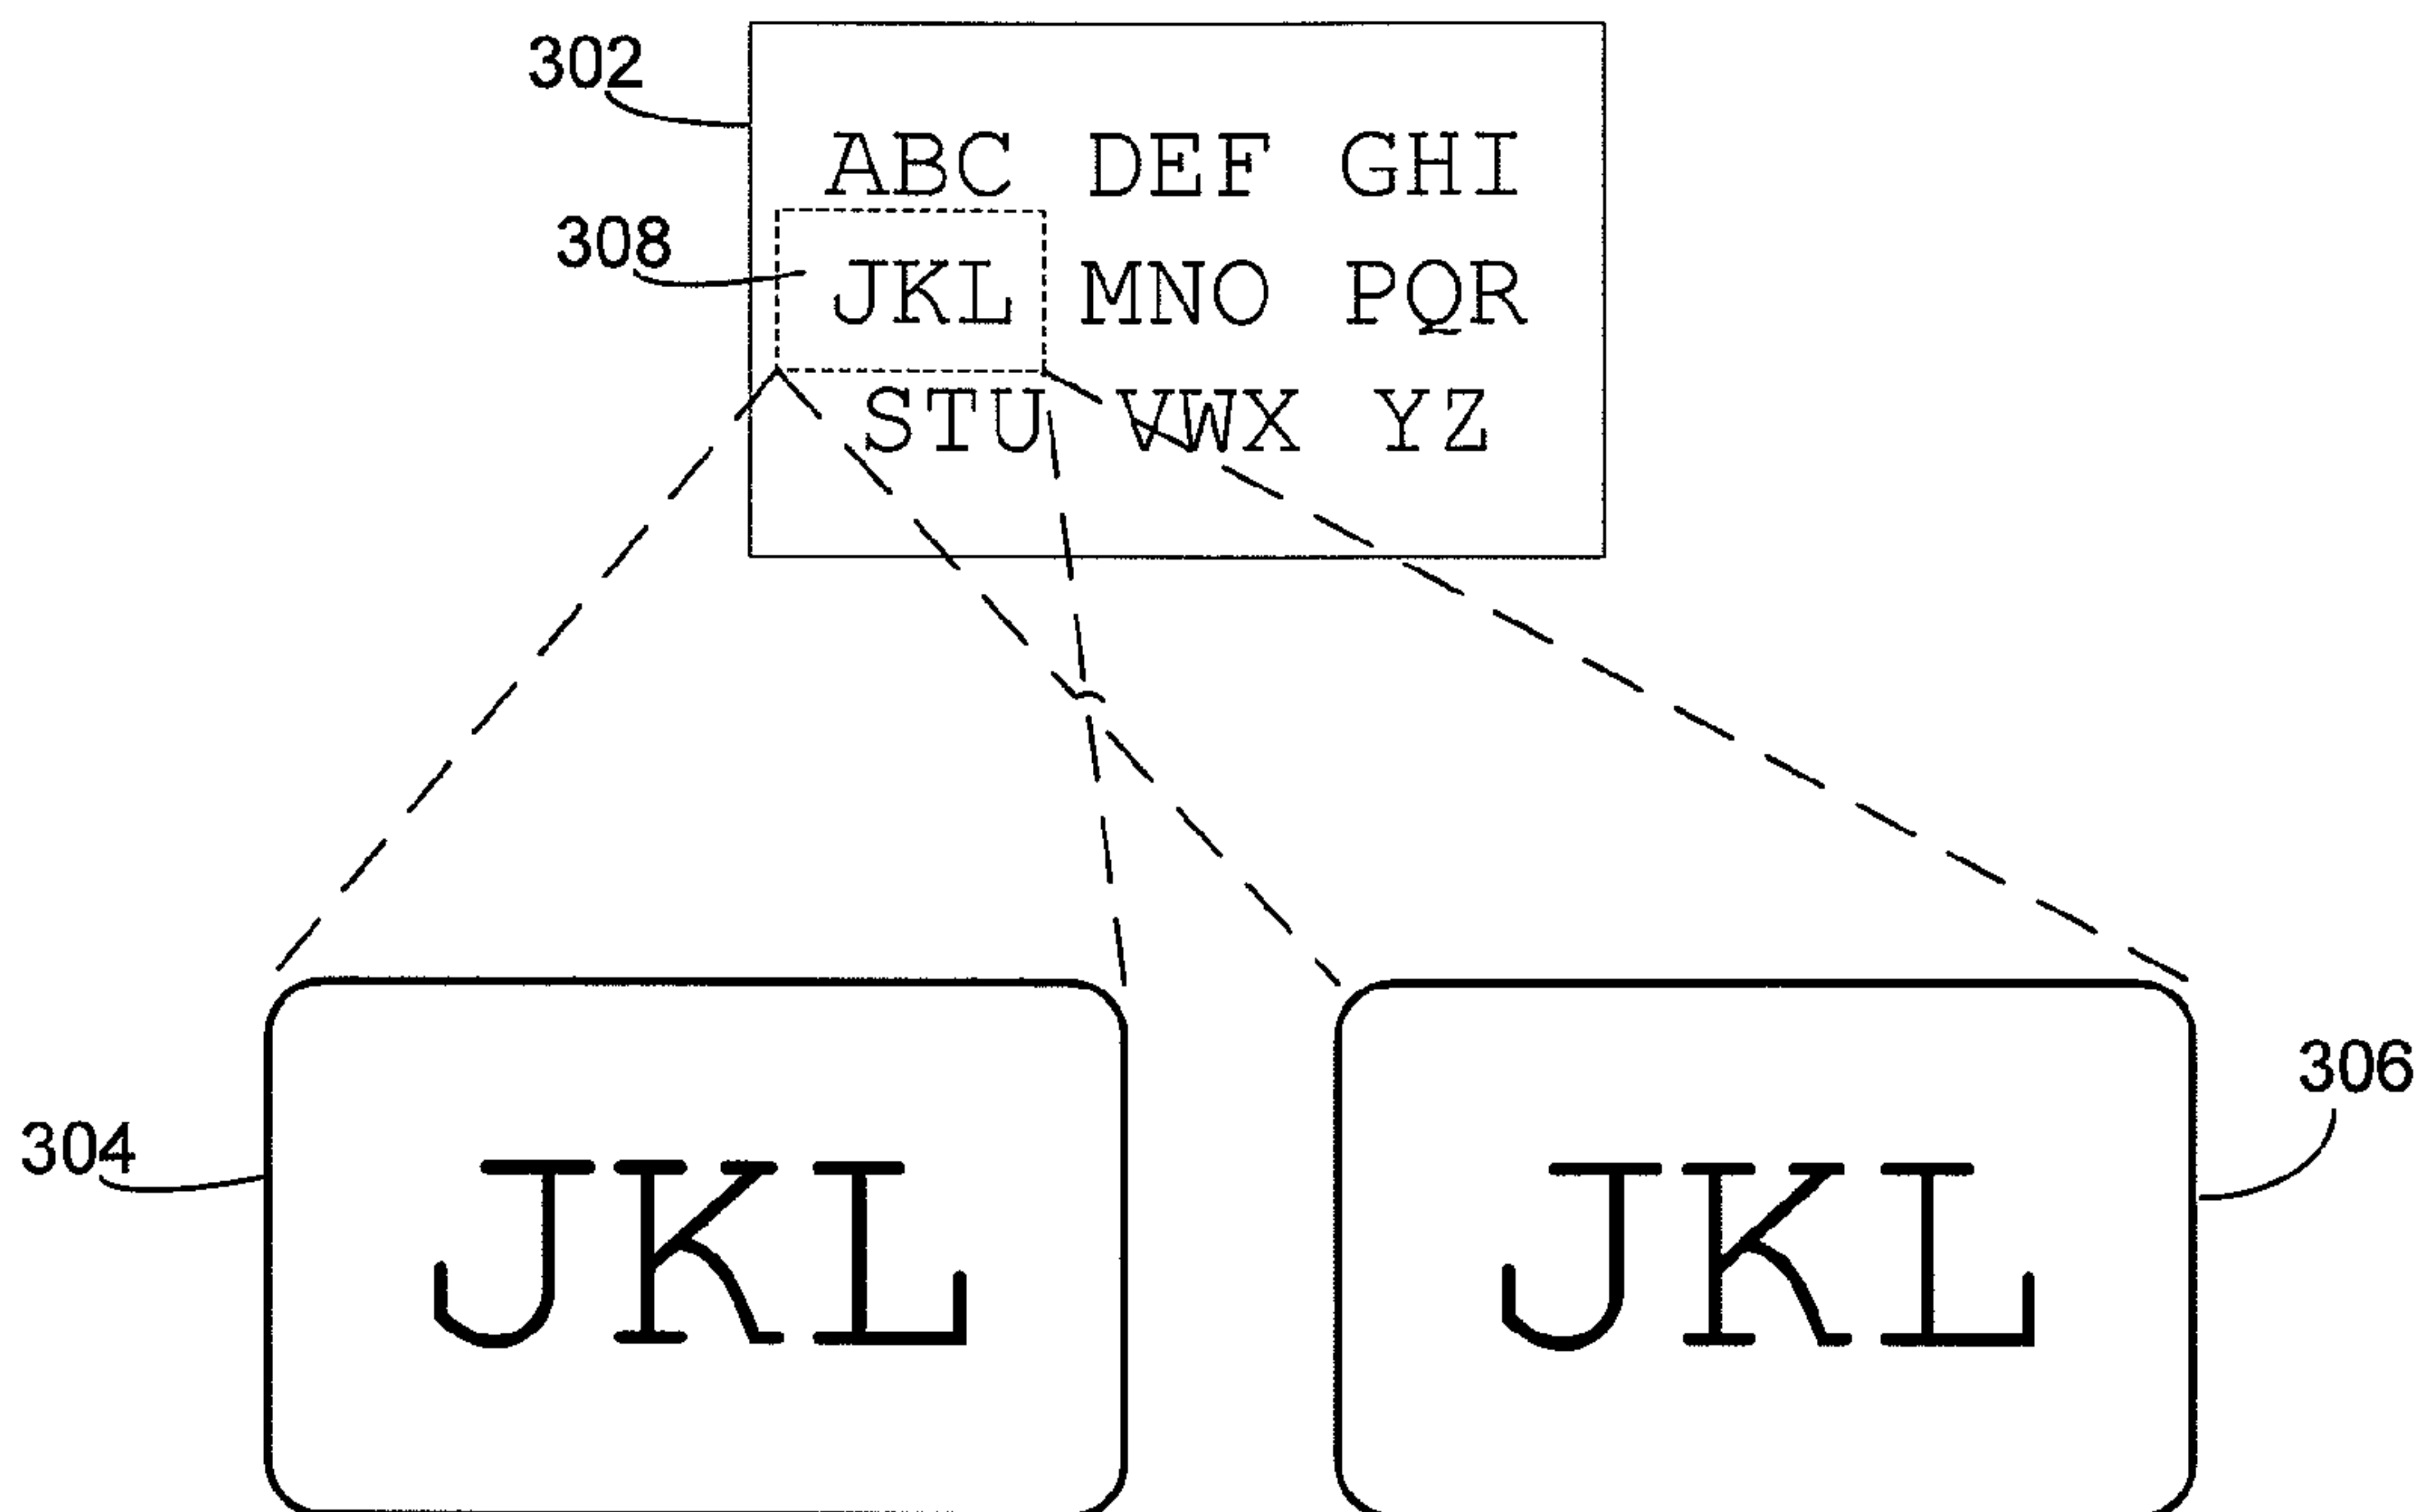 302
ABC DEF GHI
308
JKL MNO PQR
STU VWX YZ
306
304
JKL
JKL